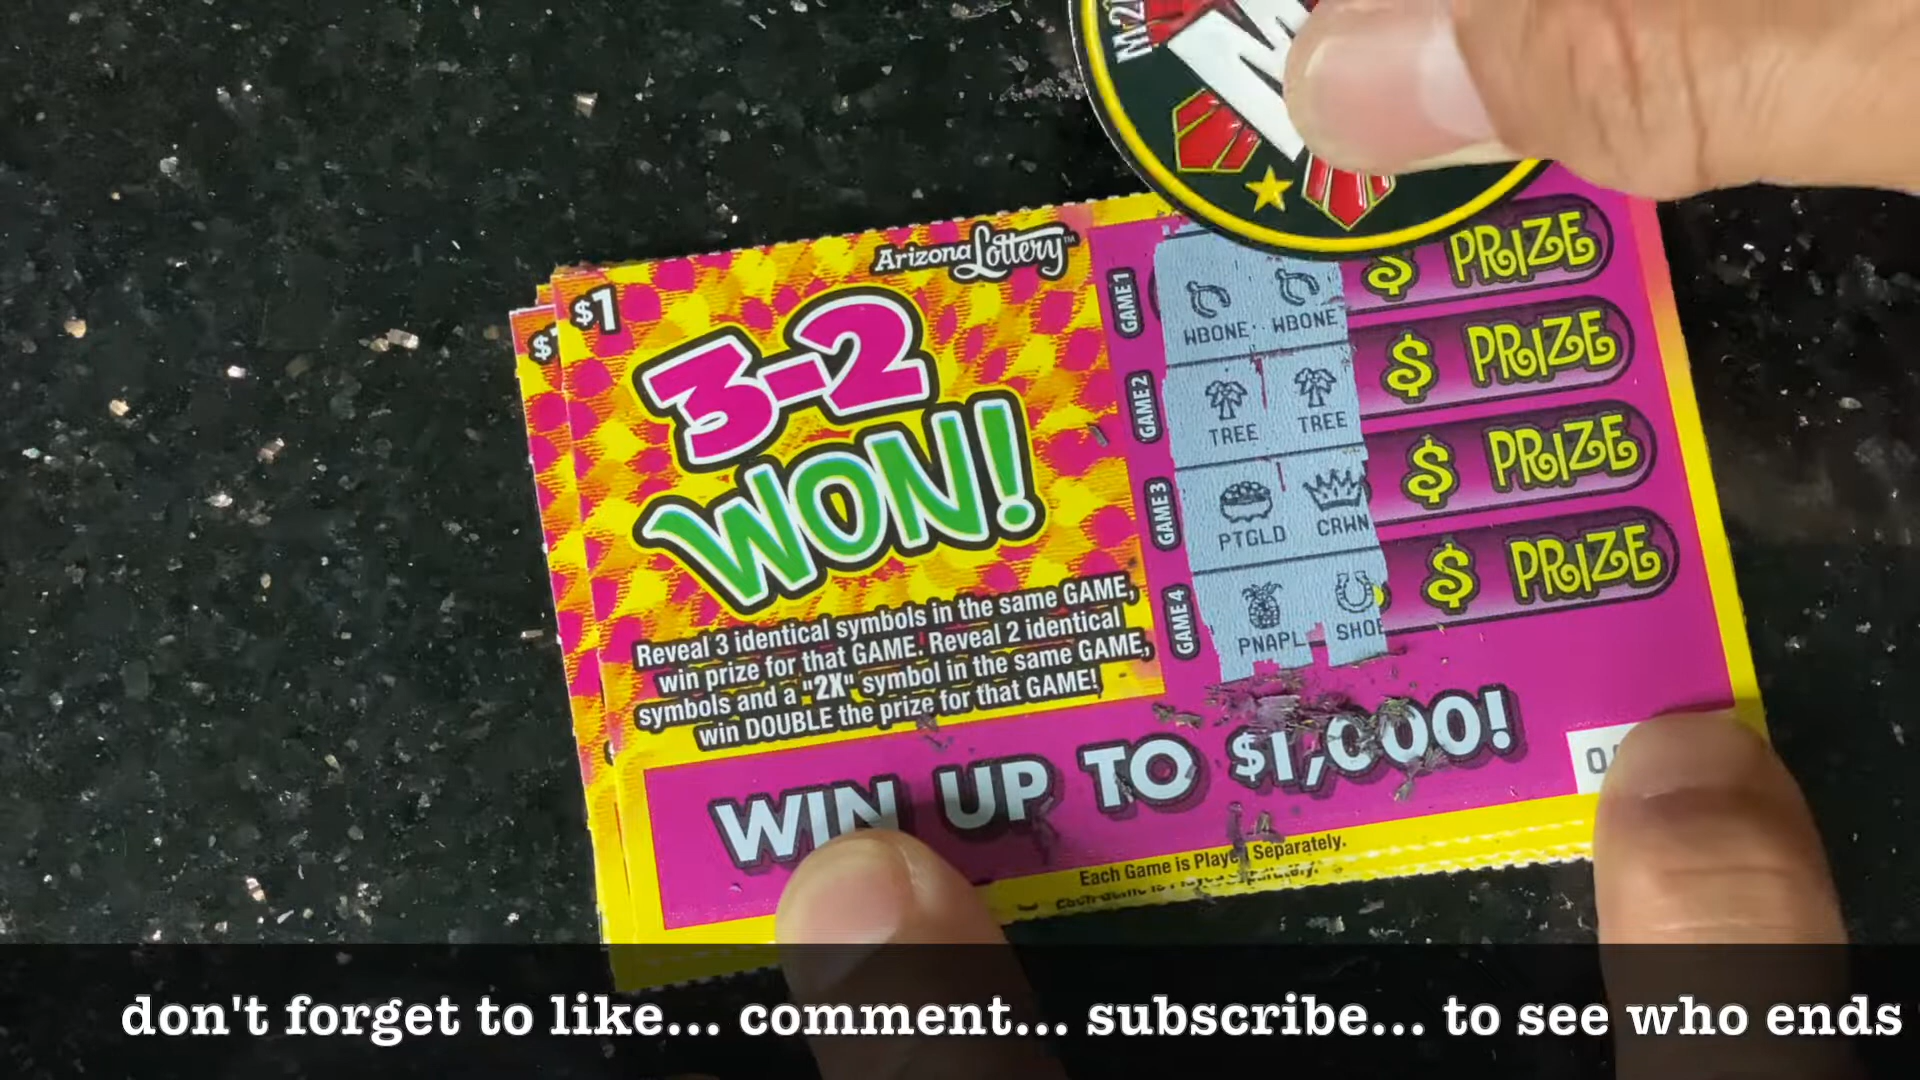 M
Arizona Lottery™
$1
$
3-2
WON!
Reveal 3 identical symbols in the same GAME,
win prize for that GAME. Reveal 2 identical
symbols and a "2X" symbol in the same GAME,
win DOUBLE the prize for that GAME!
GAME 1
WBONE WBONE
$ PRIZE
GAME 2
TREE TREE
$ PRIZE
GAME 3
PTGLD CRWN
$ PRIZE
GAME 4
PNAPL SHOE
$ PRIZE
WIN UP TO $1,000!
Each Game is Played Separately.
don't forget to like... comment... subscribe... to see who ends